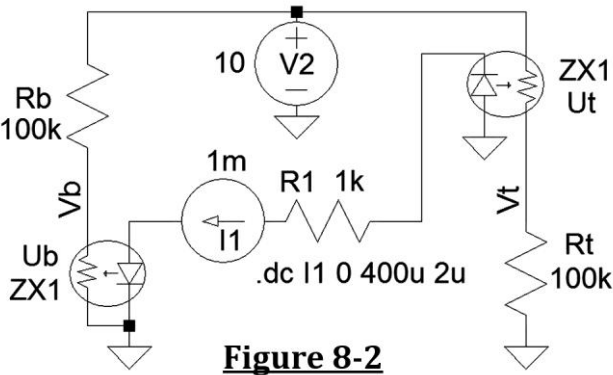 10
V2
ZX1
Ut
Rb
100k
1m
R1 1k
Vb
Vt
I1
Ub
ZX1
Rt
100k
.dc I1 0 400u 2u
Figure 8-2